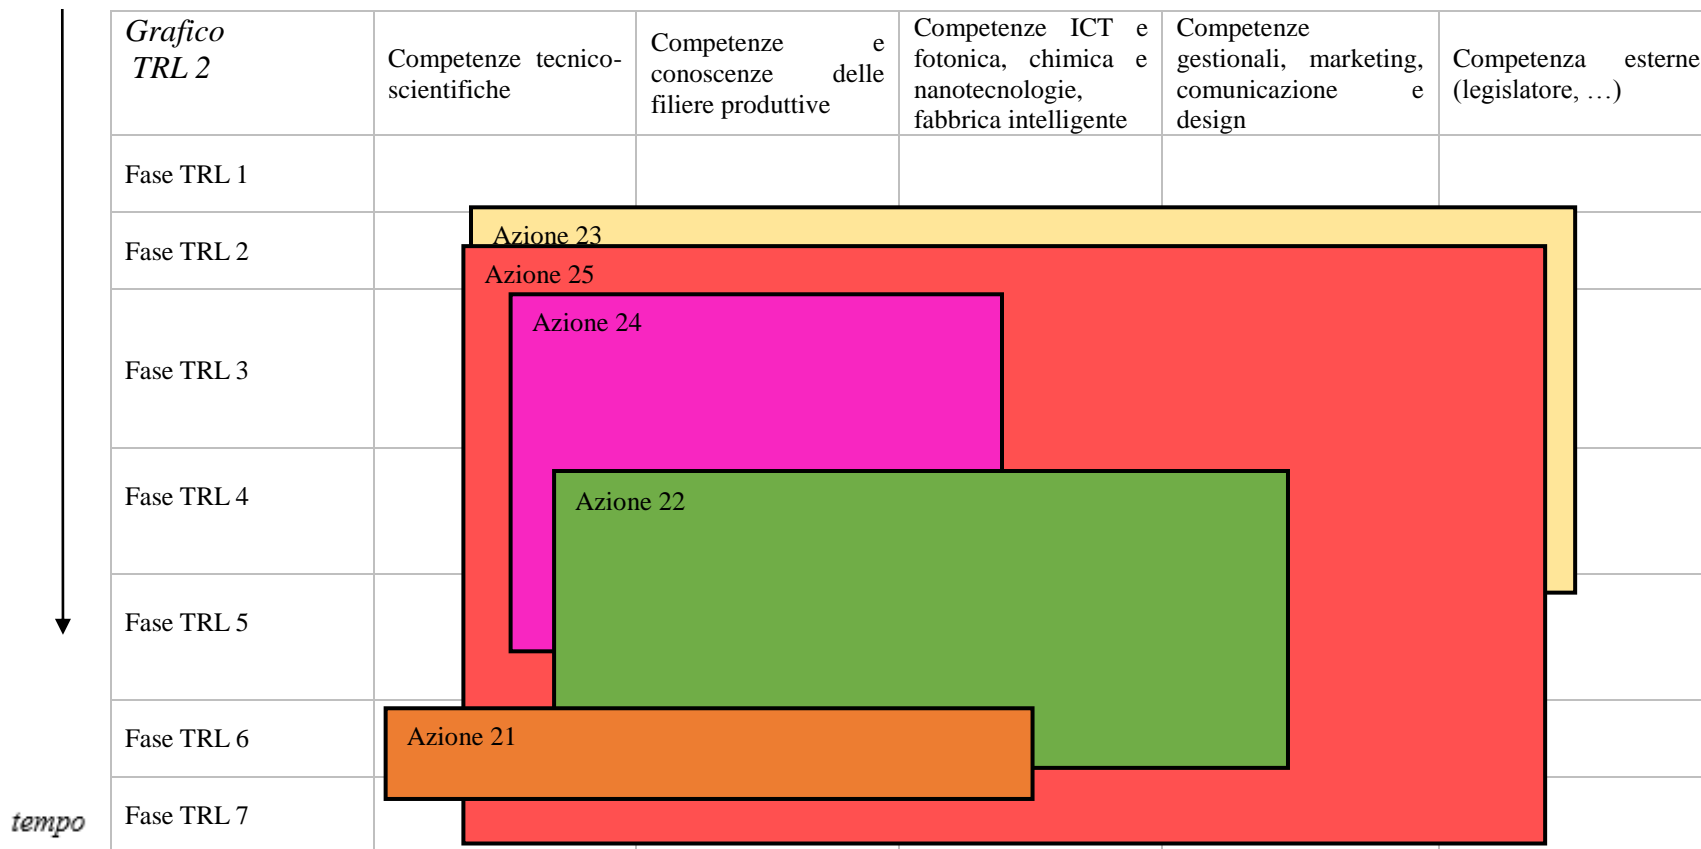 Grafico
TRL 2
Competenze tecnico-
scientifiche
Competenze e
conoscenze delle
filiere produttive
Competenze ICT e
fotonica, chimica e
nanotecnologie,
fabbrica intelligente
Competenze
gestionali, marketing,
comunicazione e
design
Competenza esterne
(legislatore, …)
Fase TRL 1
Fase TRL 2
Azione 23
Azione 25
Azione 24
Fase TRL 3
Fase TRL 4
Azione 22
Fase TRL 5
Fase TRL 6
Azione 21
Fase TRL 7
tempo